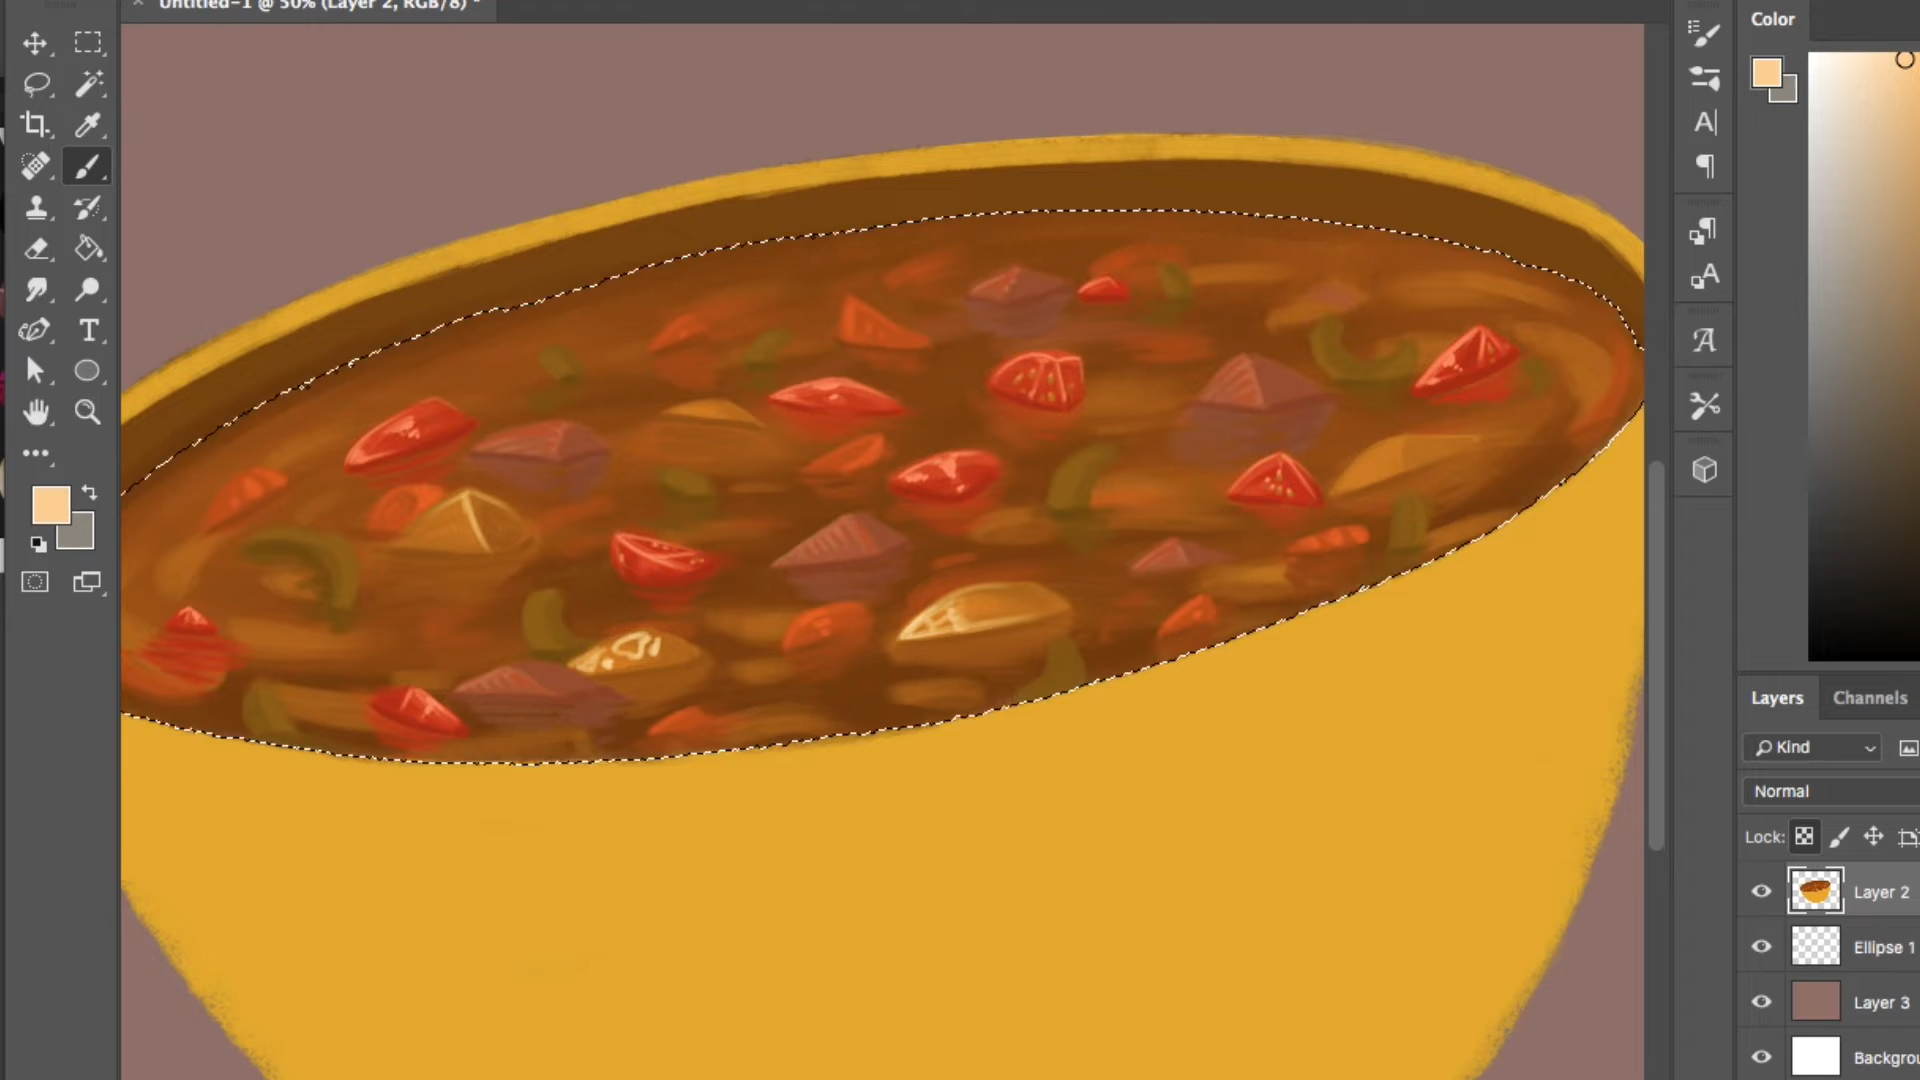 Untitled-1 @ 50% (Layer 2, RGB/8) *
Color
Layers Channels
Kind
Normal
Lock:
Layer 2
Ellipse 1
Layer 3
Backgrou